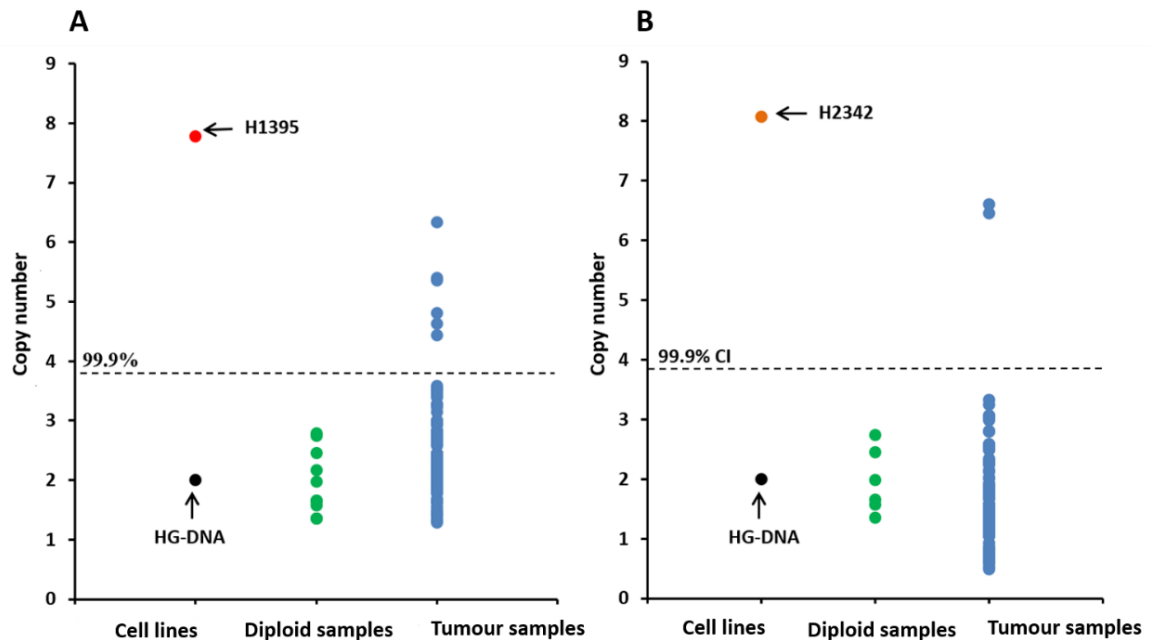 A
Copy number
9
8
7
6
5
4
3
2
1
0
H1395
99.9%
HG-DNA
Cell lines
Diploid samples
Tumour samples
B
Copy number
9
8
7
6
5
4
3
2
1
0
H2342
99.9% CI
HG-DNA
Cell lines
Diploid samples
Tumour samples